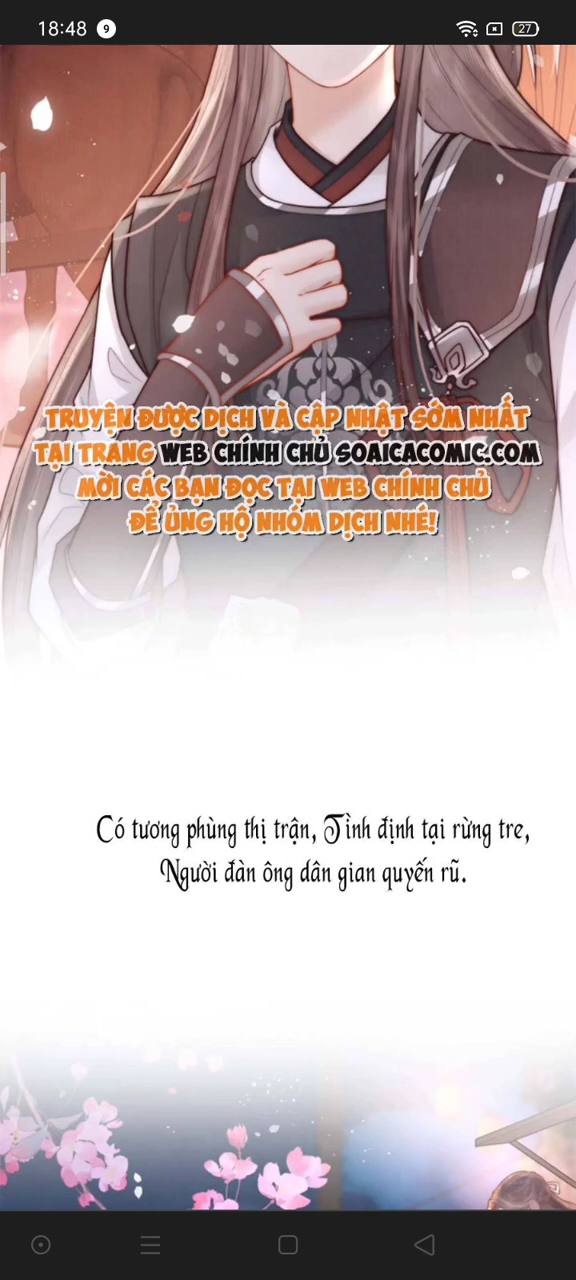 18:48 9
27
TRUYỆN ĐƯỢC DỊCH VÀ CẬP NHẬT SỚM NHẤT
TẠI TRANG WEB CHÍNH CHỦ SOAICACOMIC.COM
MỜI CÁC BẠN ĐỌC TẠI WEB CHÍNH CHỦ
ĐỂ ỦNG HỘ NHÓM DỊCH NHÉ!
Có tương phùng thị trận, Tình định tại rừng tre,
Người đàn ông dân gian quyến rũ.